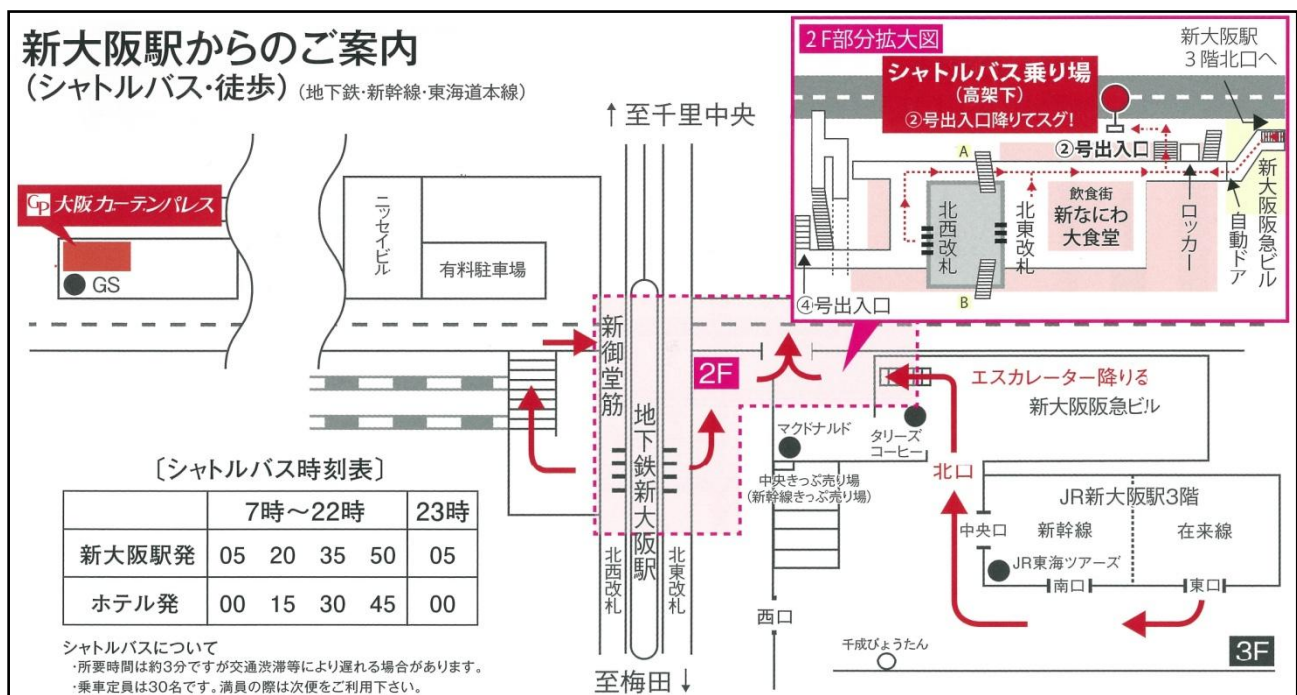 新大阪駅からのご案内
(シャトルバス・徒歩) (地下鉄・新幹線・東海道本線)
↑至千里中央
2F部分拡大図
新大阪駅
3階北口へ
シャトルバス乗り場
(高架下)
②号出入口降りてスグ!
A
②号出入口
北西改札
北東改札
飲食街
新なにわ
大食堂
ロッカー
自動ドア
新大阪阪急ビル
④号出入口
B
GP 大阪ガーデンパレス
GS
ニッセイビル
有料駐車場
新御堂筋
2F
地下鉄新大阪駅
エスカレーター降りる
新大阪阪急ビル
マクドナルド
タリーズ
コーヒー
中央きっぷ売り場
(新幹線きっぷ売り場)
北口
JR新大阪駅3階
中央口
新幹線
在来線
JR東海ツアーズ
南口
東口
北西改札
北東改札
西口
千成びょうたん
3F
至梅田↓
〔シャトルバス時刻表〕
7時〜22時 23時
新大阪駅発 05 20 35 50 05
ホテル発 00 15 30 45 00
シャトルバスについて
・所要時間は約3分ですが交通渋滞等により遅れる場合があります。
・乗車定員は30名です。満員の際は次便をご利用下さい。